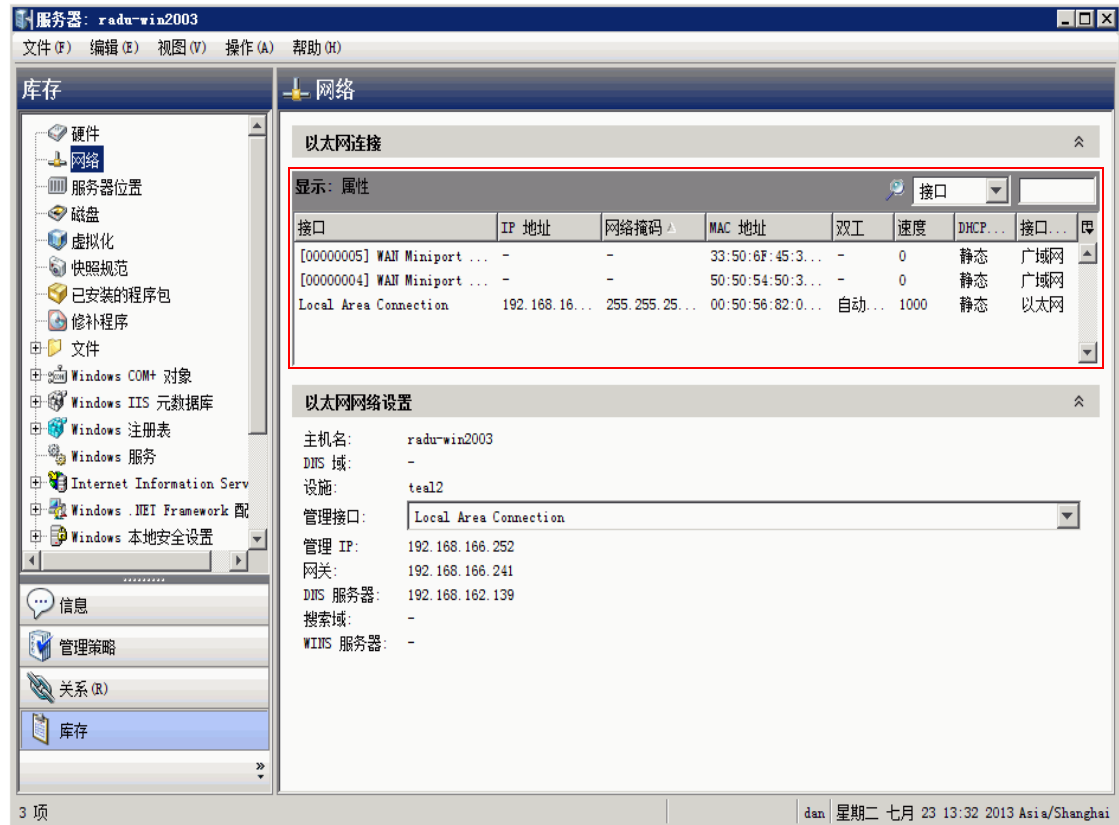 服务器: radu-win2003
文件(F) 编辑(E) 视图(V) 操作(A) 帮助(H)
库存
硬件
网络
服务器位置
磁盘
虚拟化
快照规范
已安装的程序包
修补程序
文件
Windows COM+ 对象
Windows IIS 元数据库
Windows 注册表
Windows 服务
Internet Information Serv
Windows .NET Framework 配
Windows 本地安全设置
信息
管理策略
关系(R)
库存
网络
以太网连接
显示: 属性 接口
接口 IP 地址 网络掩码 MAC 地址 双工 速度 DHCP... 接口...
[00000005] WAN Miniport ... - - 33:50:6F:45:3... - 0 静态 广域网
[00000004] WAN Miniport ... - - 50:50:54:50:3... - 0 静态 广域网
Local Area Connection 192.168.16... 255.255.25... 00:50:56:82:0... 自动... 1000 静态 以太网
以太网网络设置
主机名: radu-win2003
DNS 域: -
设施: teal2
管理接口: Local Area Connection
管理 IP: 192.168.166.252
网关: 192.168.166.241
DNS 服务器: 192.168.162.139
搜索域: -
WINS 服务器: -
3 项
dan 星期二 七月 23 13:32 2013 Asia/Shanghai